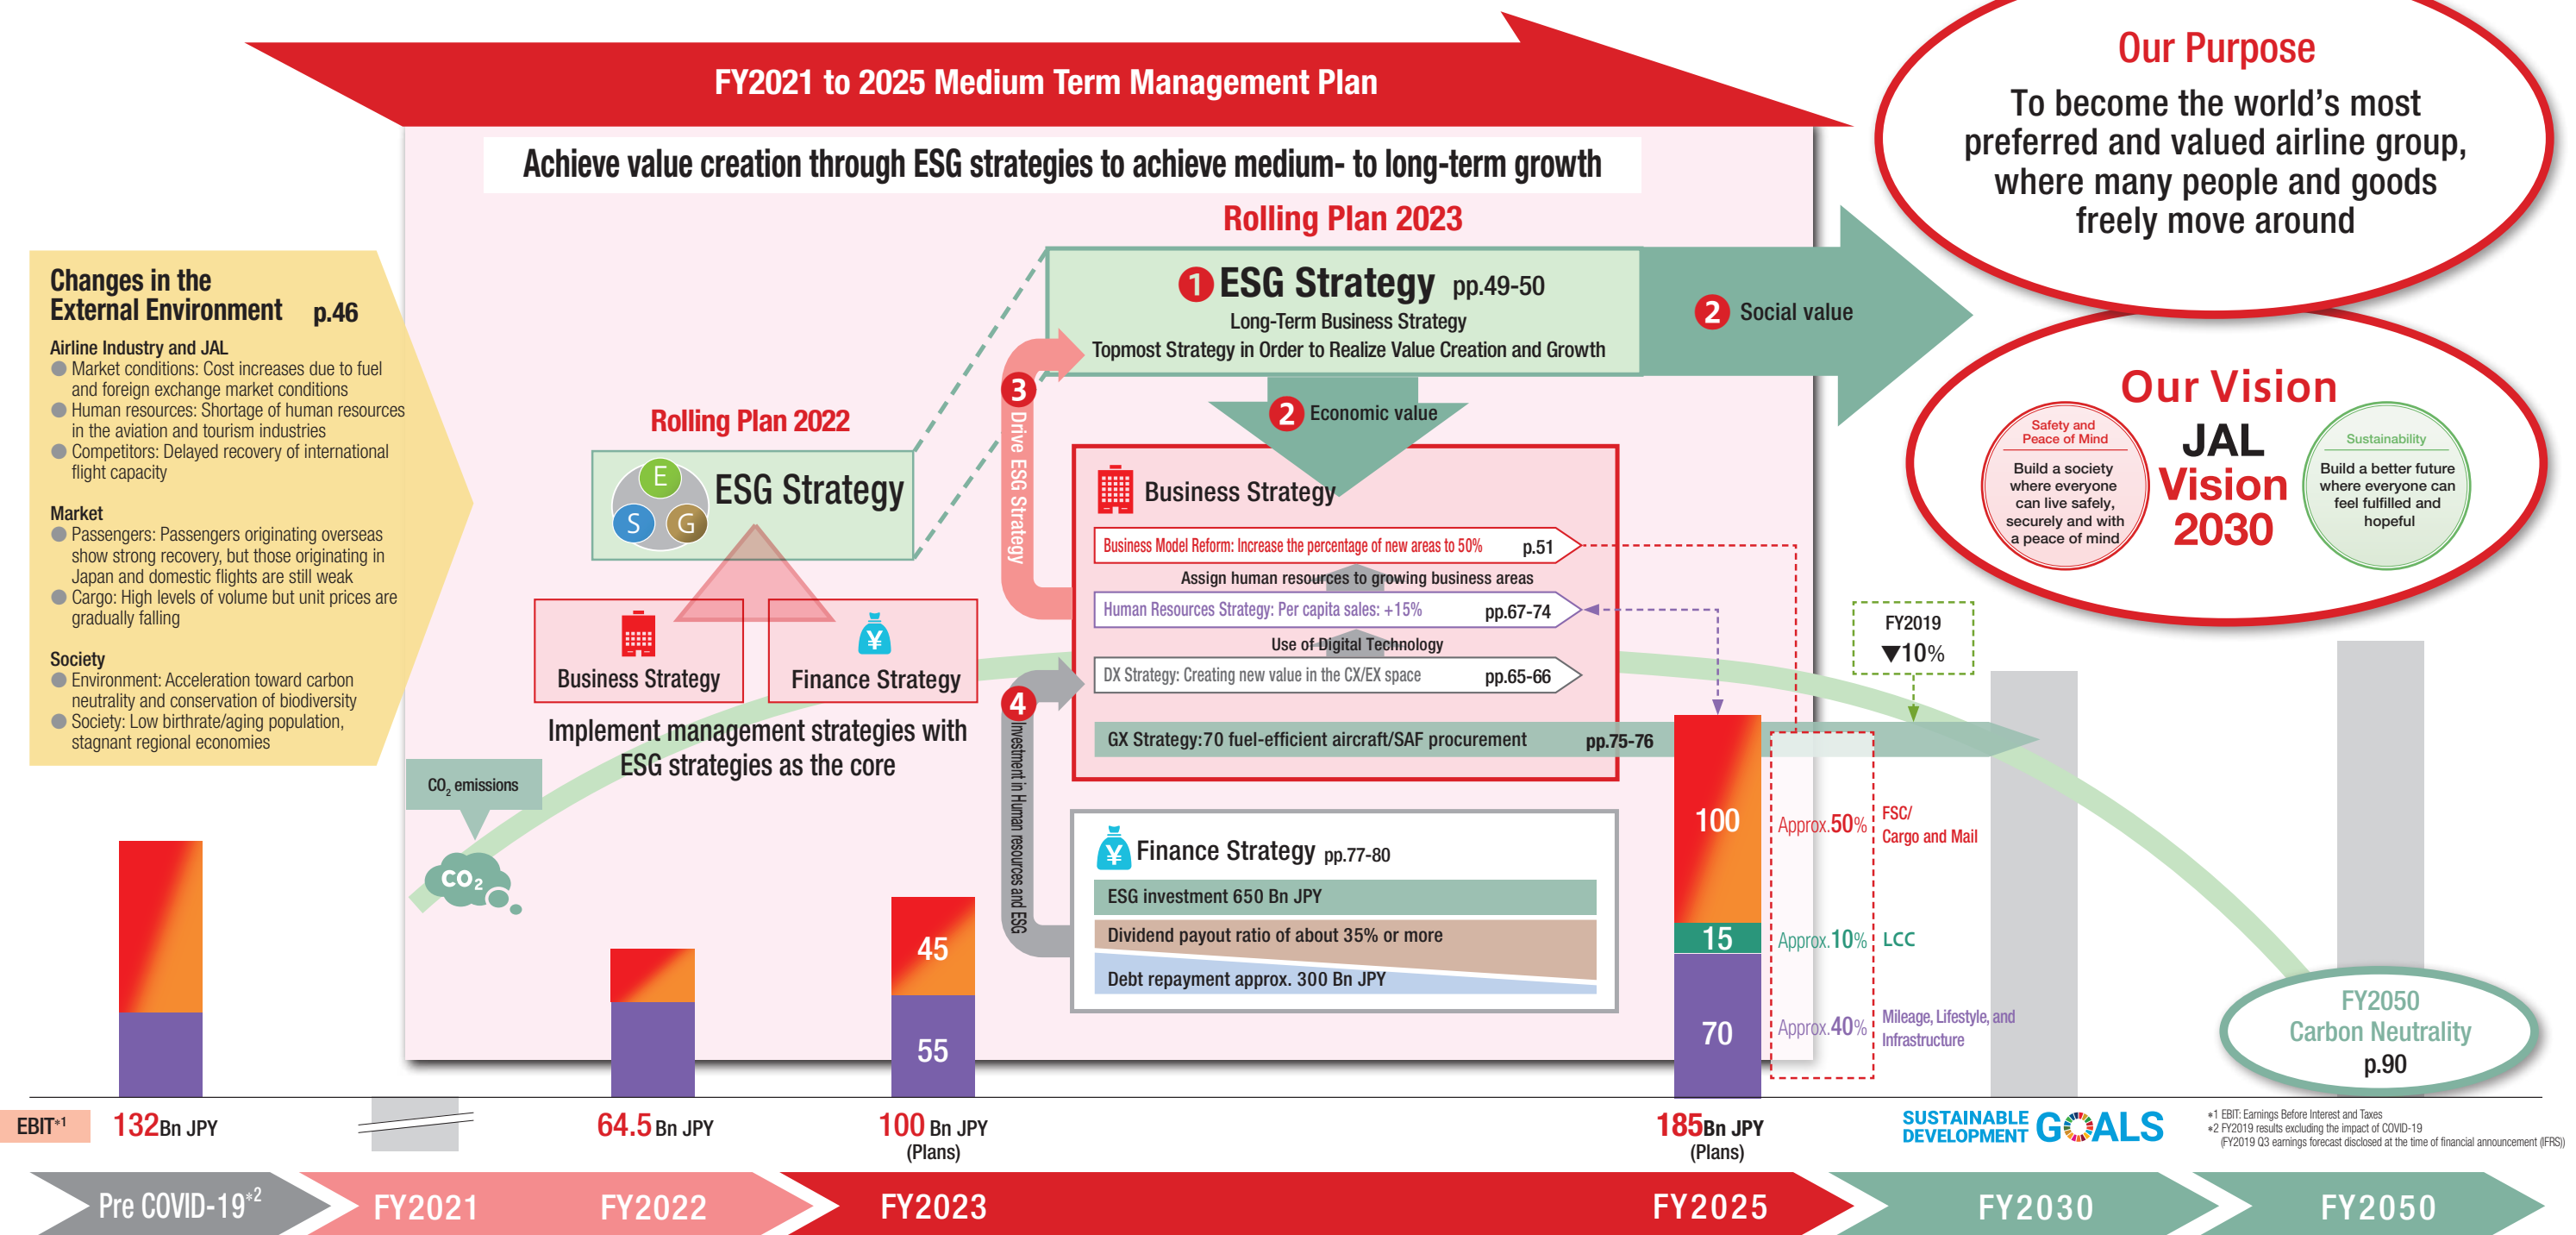 FY2021 to 2025 Medium Term Management Plan
Achieve value creation through ESG strategies to achieve medium- to long-term growth
Our Purpose
To become the world's most
preferred and valued airline group,
where many people and goods
freely move around
Our Vision
JAL
Vision
2030
Safety and
Peace of Mind
Build a society
where everyone
can live safely,
securely and with
a peace of mind
Sustainability
Build a better future
where everyone can
feel fulfilled and
hopeful
Changes in the
External Environment p.46
Airline Industry and JAL
● Market conditions: Cost increases due to fuel
and foreign exchange market conditions
● Human resources: Shortage of human resources
in the aviation and tourism industries
● Competitors: Delayed recovery of international
flight capacity
Market
● Passengers: Passengers originating overseas
show strong recovery, but those originating in
Japan and domestic flights are still weak
● Cargo: High levels of volume but unit prices are
gradually falling
Society
● Environment: Acceleration toward carbon
neutrality and conservation of biodiversity
● Society: Low birthrate/aging population,
stagnant regional economies
Rolling Plan 2022
E
S
G
ESG Strategy
Business Strategy
¥
Finance Strategy
Implement management strategies with
ESG strategies as the core
CO2 emissions
CO2
Rolling Plan 2023
1 ESG Strategy pp.49-50
Long-Term Business Strategy
Topmost Strategy in Order to Realize Value Creation and Growth
2 Social value
2 Economic value
3 Drive ESG Strategy
Business Strategy
Business Model Reform: Increase the percentage of new areas to 50% p.51
Assign human resources to growing business areas
Human Resources Strategy: Per capita sales: +15% pp.67-74
Use of Digital Technology
DX Strategy: Creating new value in the CX/EX space pp.65-66
GX Strategy:70 fuel-efficient aircraft/SAF procurement pp.75-76
4 Investment in Human resources and ESG
¥
Finance Strategy pp.77-80
ESG investment 650 Bn JPY
Dividend payout ratio of about 35% or more
Debt repayment approx. 300 Bn JPY
FY2019
▼10%
45
55
100
15
70
Approx.50% FSC/
Cargo and Mail
Approx.10% LCC
Approx.40% Mileage, Lifestyle, and
Infrastructure
FY2050
Carbon Neutrality
p.90
EBIT*1
132Bn JPY
64.5 Bn JPY
100 Bn JPY
(Plans)
185Bn JPY
(Plans)
SUSTAINABLE
DEVELOPMENT GOALS
*1 EBIT: Earnings Before Interest and Taxes
*2 FY2019 results excluding the impact of COVID-19
(FY2019 Q3 earnings forecast disclosed at the time of financial announcement (IFRS))
Pre COVID-19*2
FY2021
FY2022
FY2023
FY2025
FY2030
FY2050